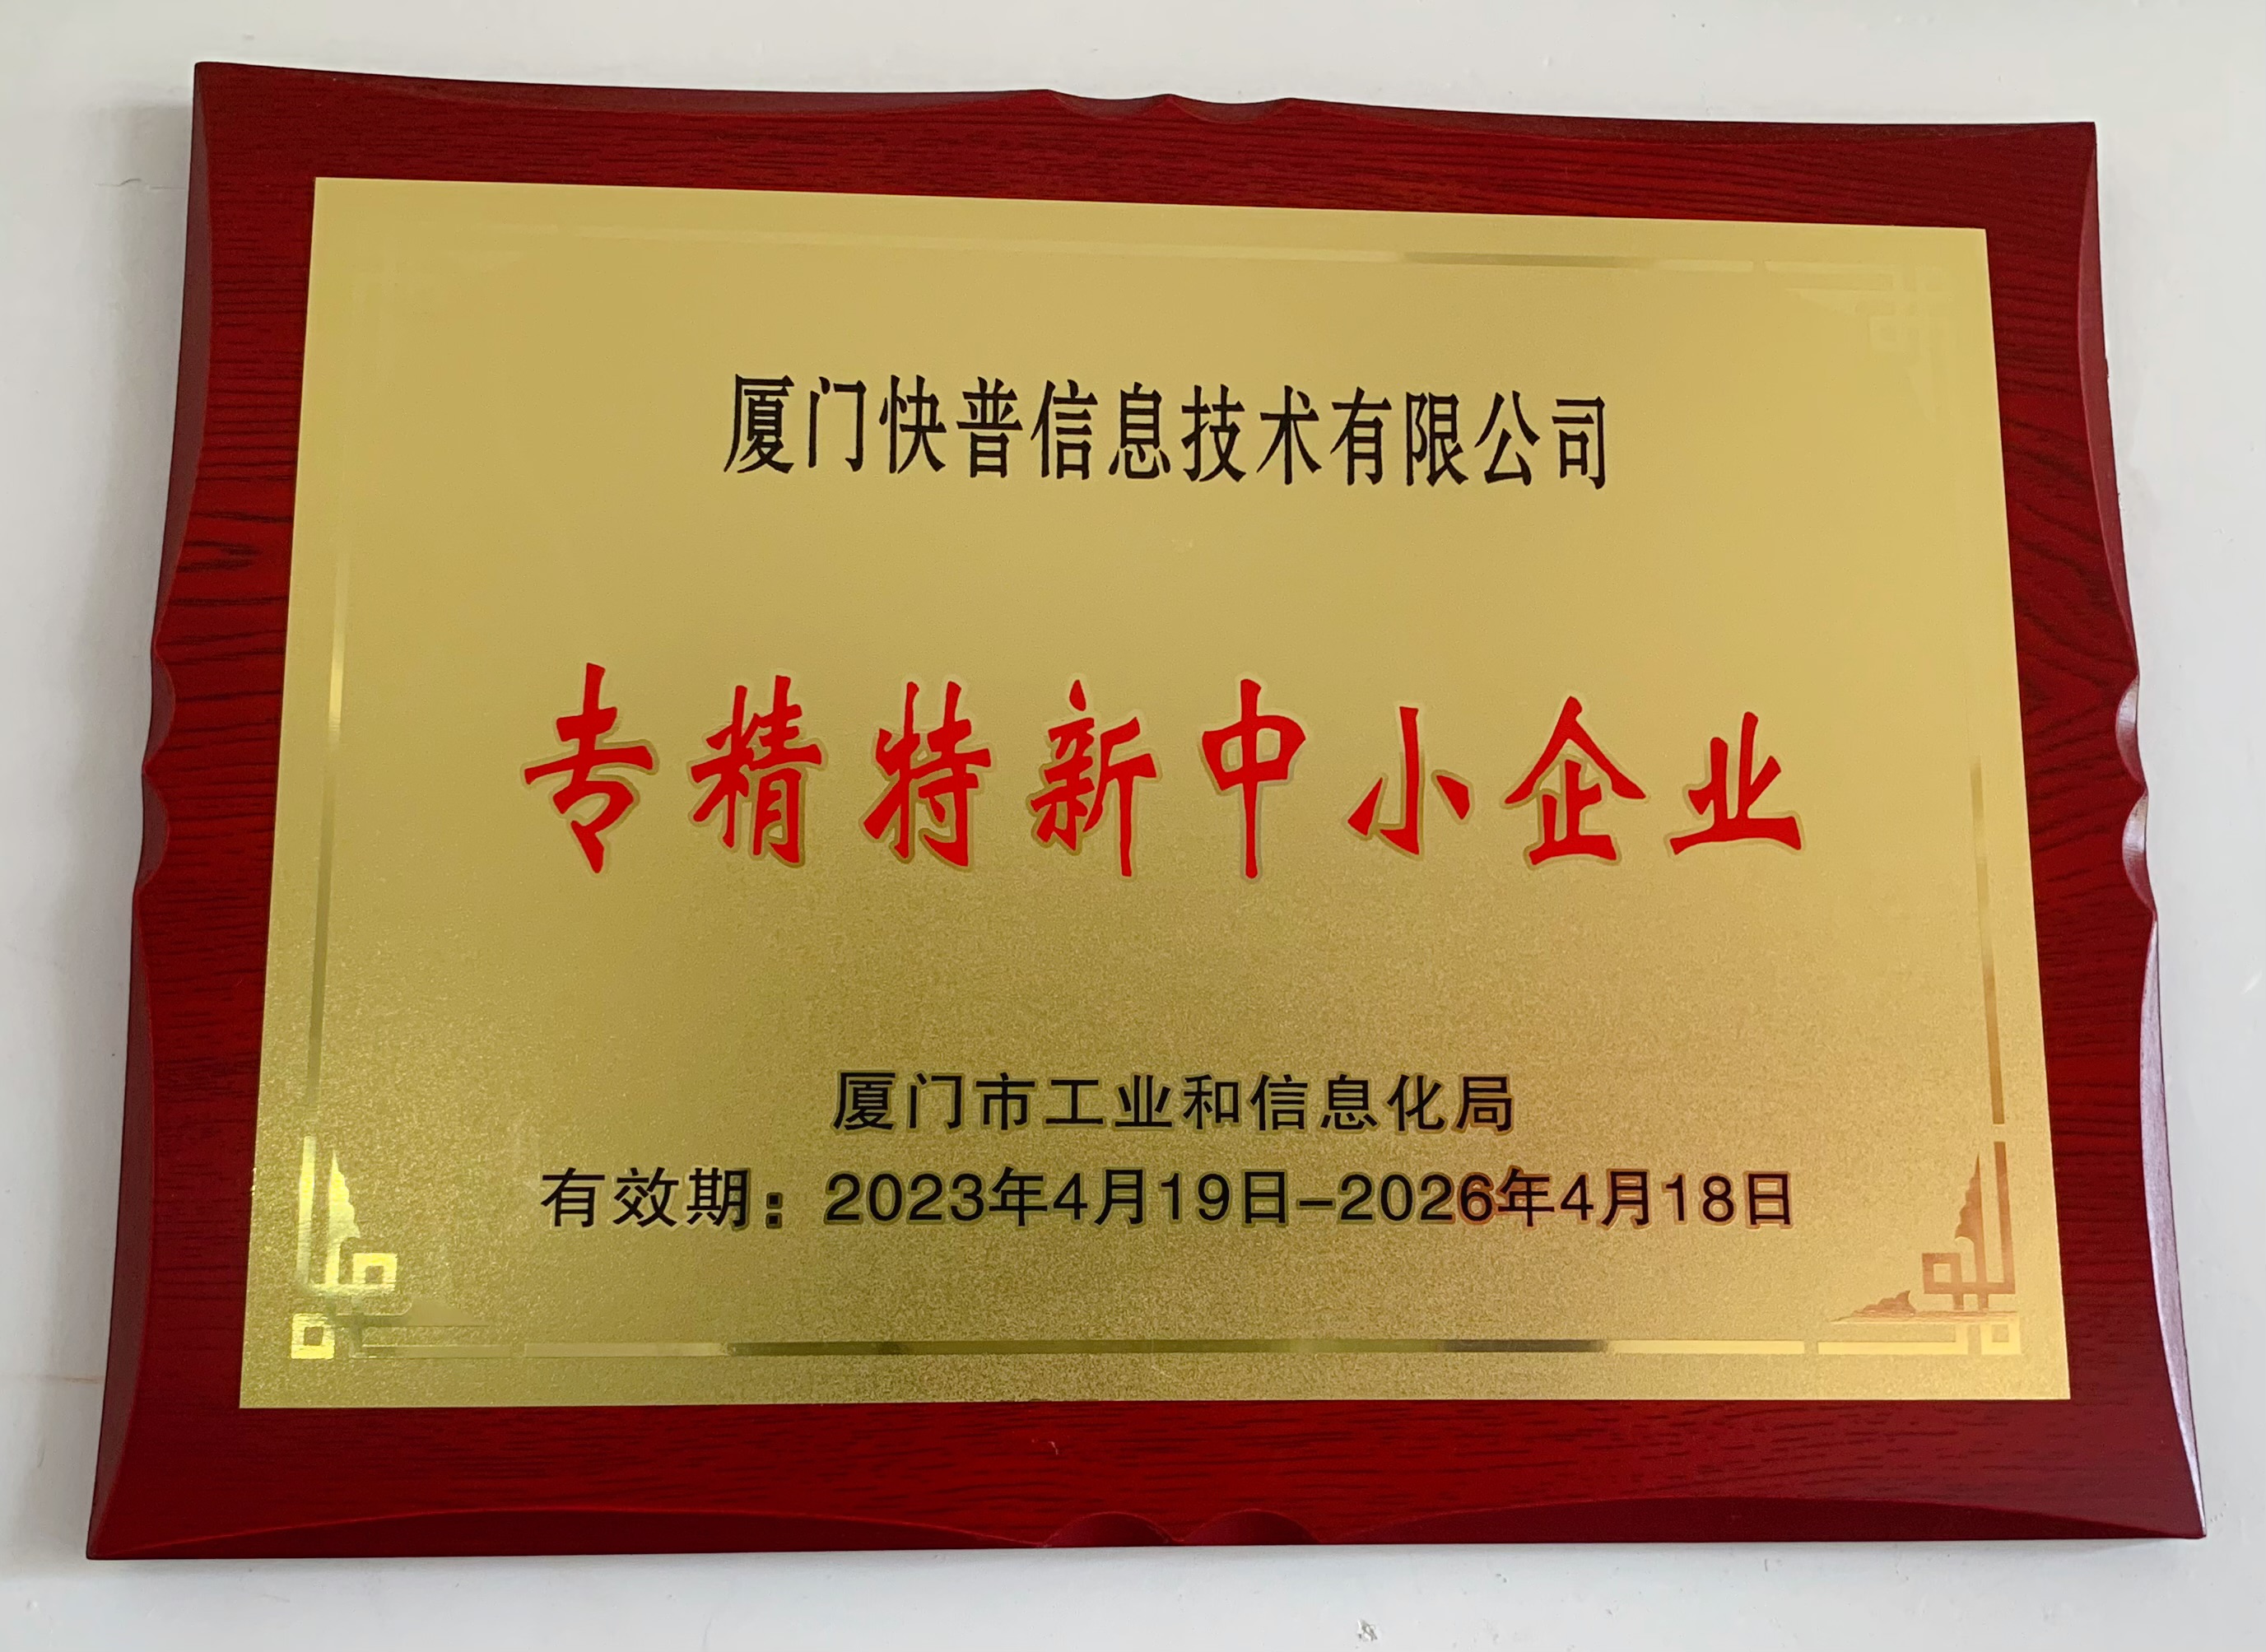 厦门快普信息技术有限公司
专精特新中小企业
厦门市工业和信息化局
有效期：2023年4月19日-2026年4月18日